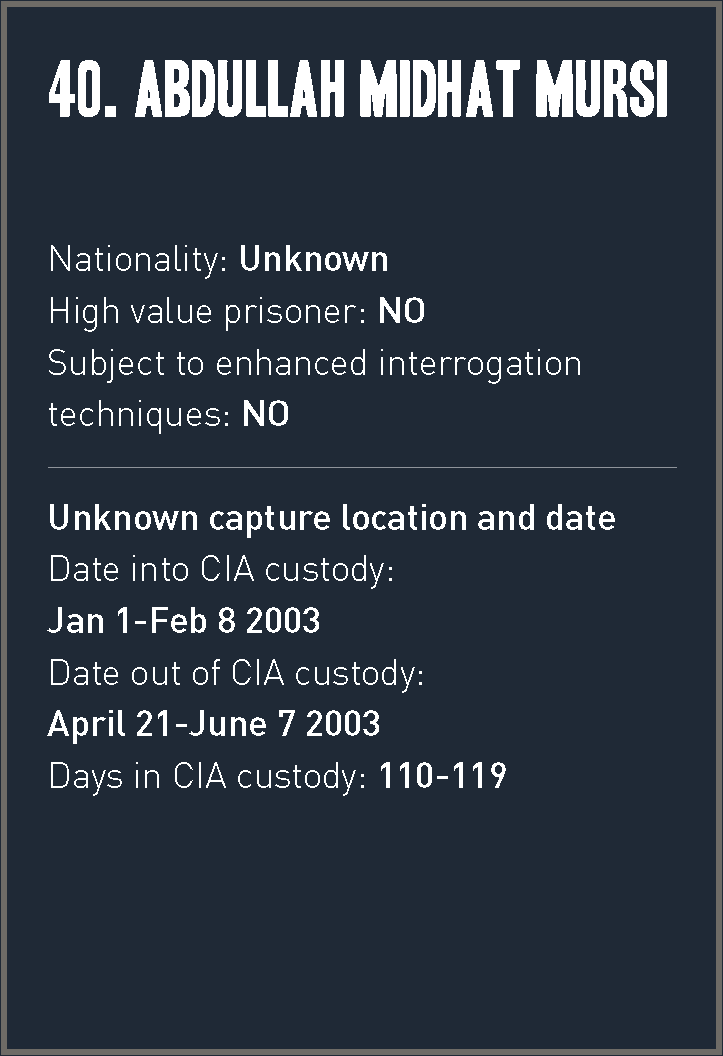 40. ABDULLAH MIDHAT MURSI
Nationality: Unknown
High value prisoner: NO
Subject to enhanced interrogation
techniques: NO
Unknown capture location and date
Date into CIA custody:
Jan 1-Feb 8 2003
Date out of CIA custody:
April 21-June 7 2003
Days in CIA custody: 110-119